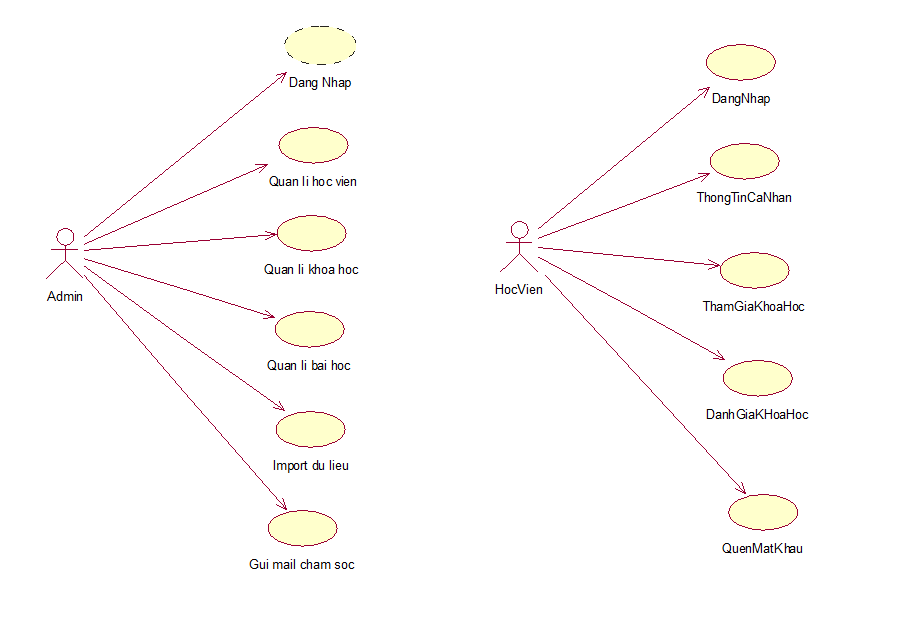 Dang Nhap
Quan li hoc vien
Quan li khoa hoc
Admin
Quan li bai hoc
Import du lieu
Gui mail cham soc
DangNhap
ThongTinCaNhan
HocVien
ThamGiaKhoaHoc
DanhGiaKHoaHoc
QuenMatKhau